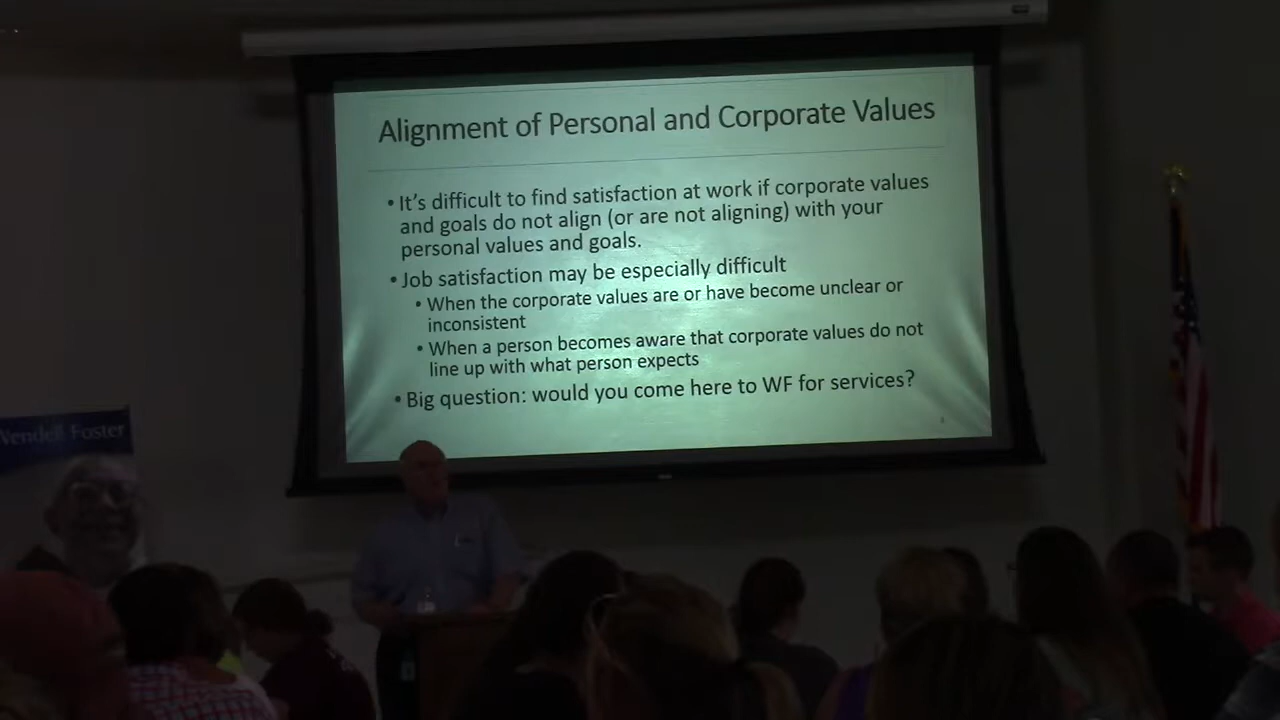 Alignment of Personal and Corporate Values
• It's difficult to find satisfaction at work if corporate values
and goals do not align (or are not aligning) with your
personal values and goals.
• Job satisfaction may be especially difficult
• When the corporate values are or have become unclear or
inconsistent
• When a person becomes aware that corporate values do not
line up with what person expects
• Big question: would you come here to WF for services?
Wendell Foster